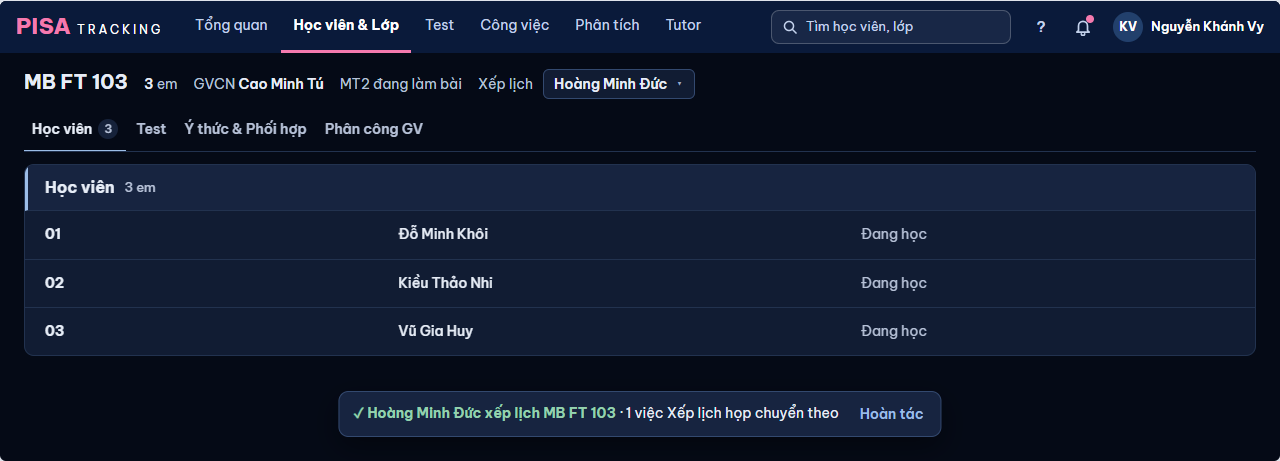 PISA TRACKING Tổng quan Học viên & Lớp Test Công việc Phân tích Tutor Tìm học viên, lớp ? KV Nguyễn Khánh Vy
MB FT 103 3 em GVCN Cao Minh Tú MT2 đang làm bài Xếp lịch Hoàng Minh Đức
Học viên 3 Test Ý thức & Phối hợp Phân công GV
Học viên 3 em
01 Đỗ Minh Khôi Đang học
02 Kiều Thảo Nhi Đang học
03 Vũ Gia Huy Đang học
✓ Hoàng Minh Đức xếp lịch MB FT 103 · 1 việc Xếp lịch họp chuyển theo Hoàn tác